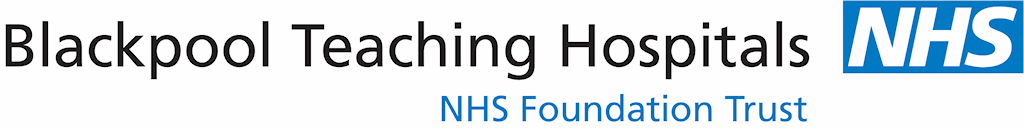 Blackpool Teaching Hospitals NHS
NHS Foundation Trust